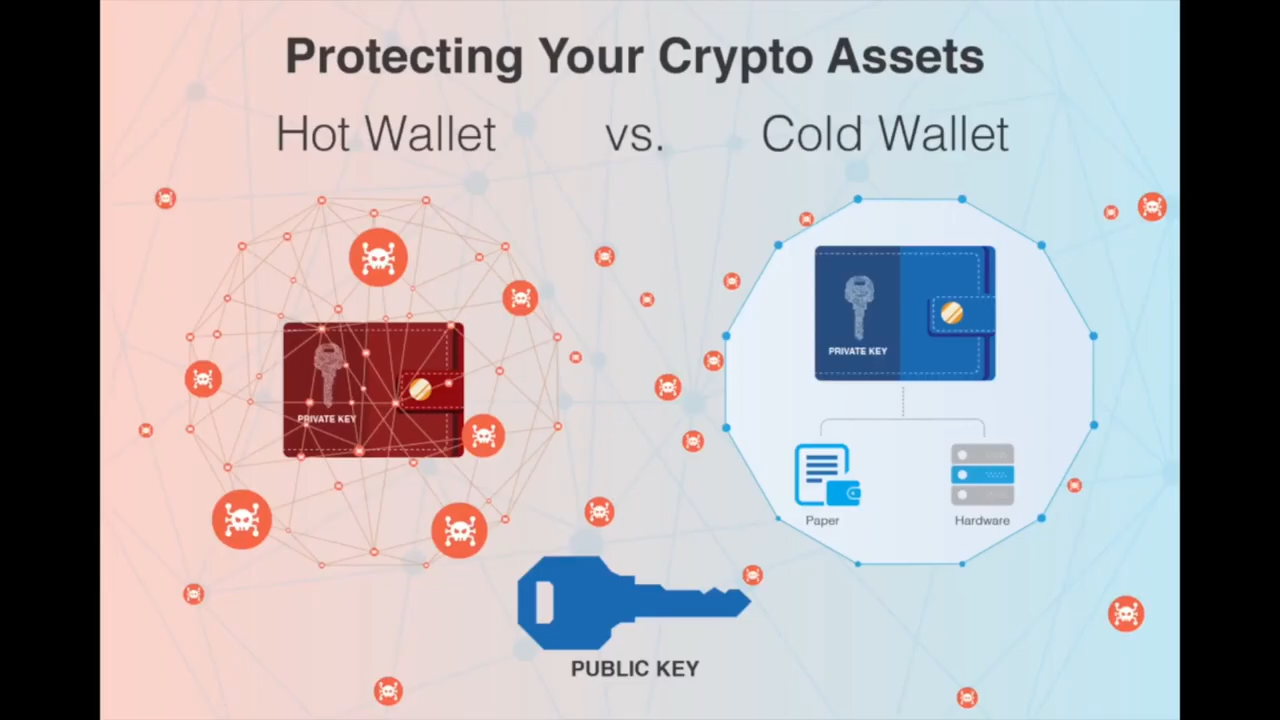 Protecting Your Crypto Assets
Hot Wallet vs. Cold Wallet
PRIVATE KEY
PRIVATE KEY
Paper
Hardware
PUBLIC KEY